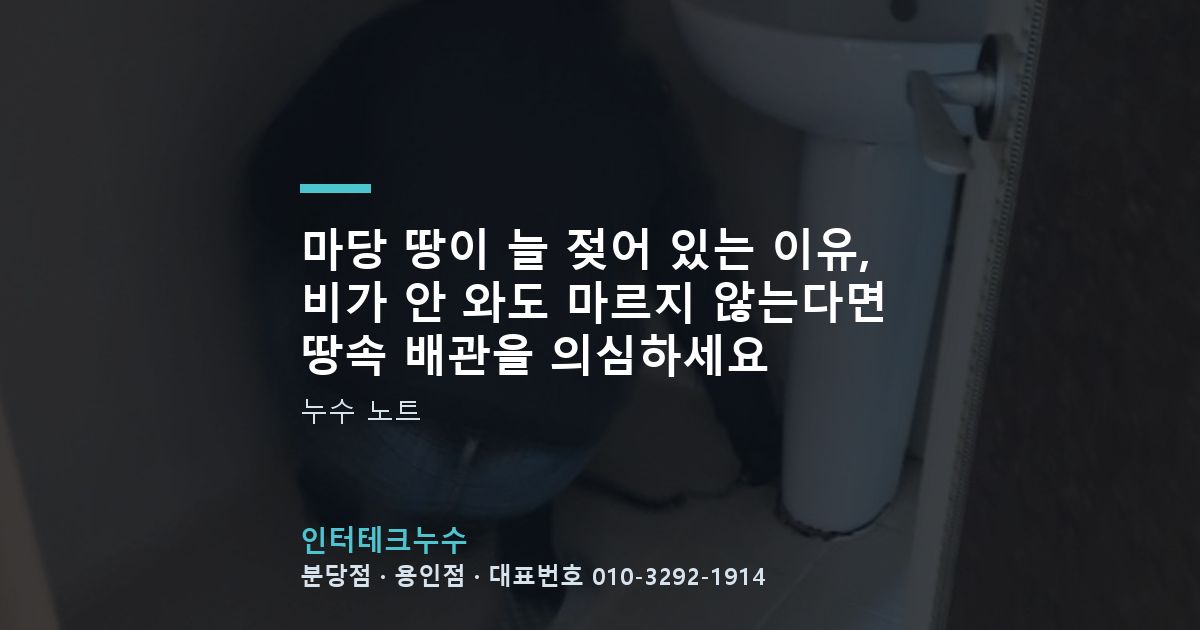 마당 땅이 늘 젖어 있는 이유,
비가 안 와도 마르지 않는다면
땅속 배관을 의심하세요
누수 노트
인터테크누수
분당점 · 용인점 · 대표번호 010-3292-1914